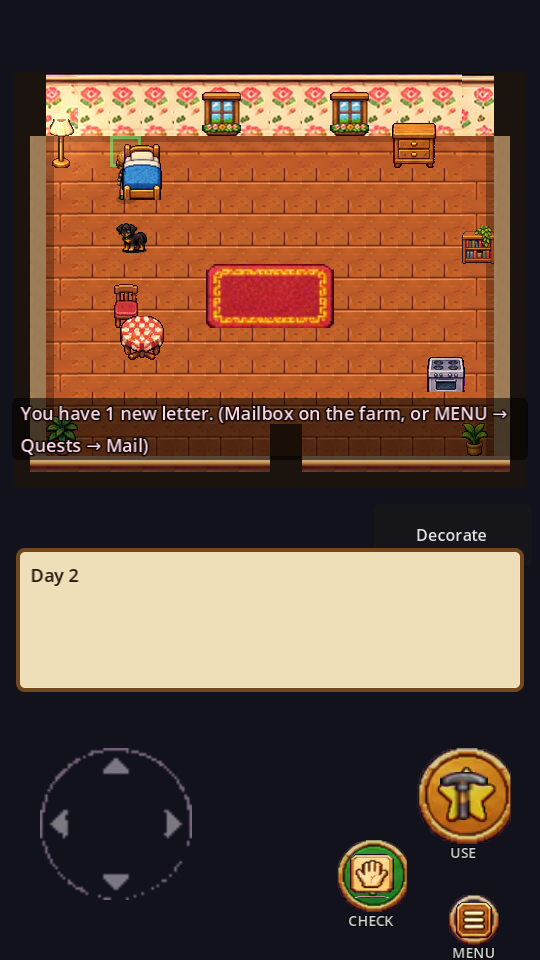 You have 1 new letter. (Mailbox on the farm, or MENU →
Quests → Mail)
Decorate
Day 2
USE
CHECK
MENU